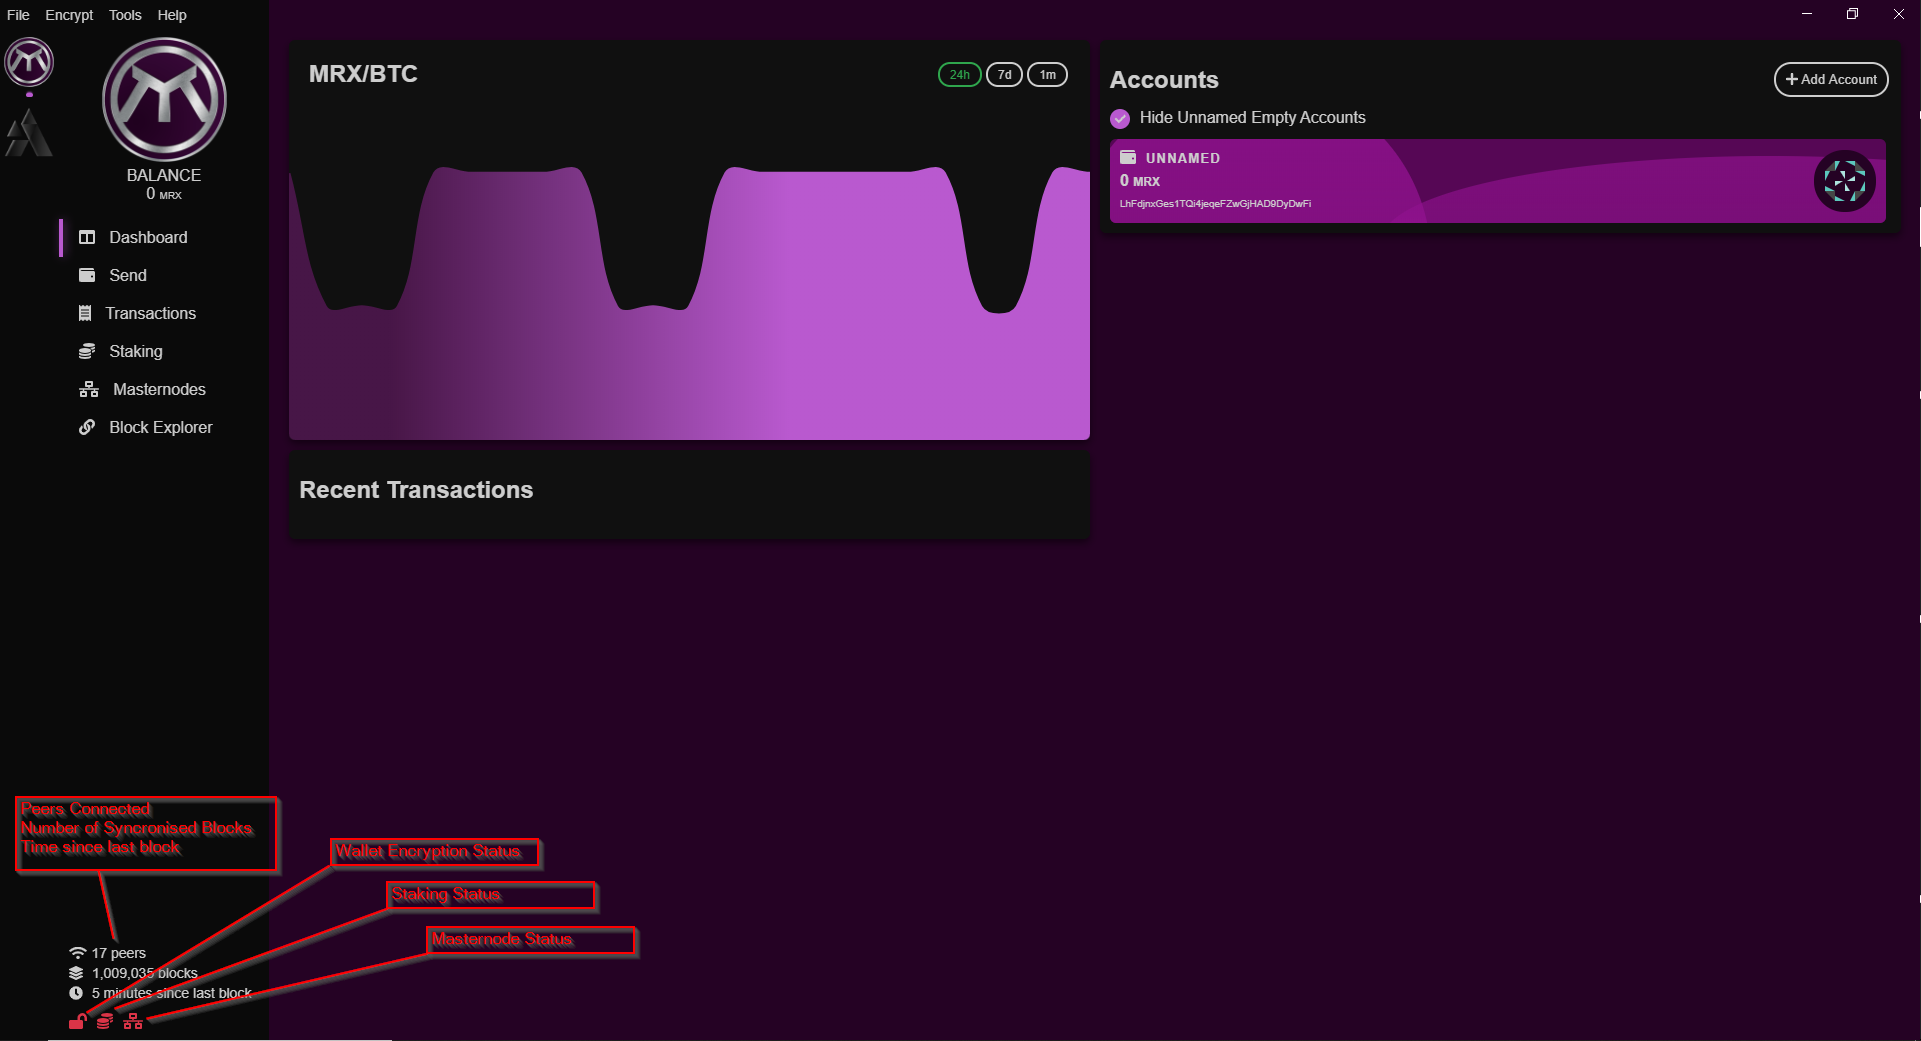 File Encrypt Tools Help
BALANCE
0 MRX
Dashboard
Send
Transactions
Staking
Masternodes
Block Explorer
MRX/BTC
24h 7d 1m
Recent Transactions
Accounts
+ Add Account
Hide Unnamed Empty Accounts
UNNAMED
0 MRX
LhFdjnxGes1TQi4jeqeFZwGjHAD9DyDwFi
Peers Connected
Number of Syncronised Blocks
Time since last block
Wallet Encryption Status
Staking Status
Masternode Status
17 peers
1,009,035 blocks
5 minutes since last block